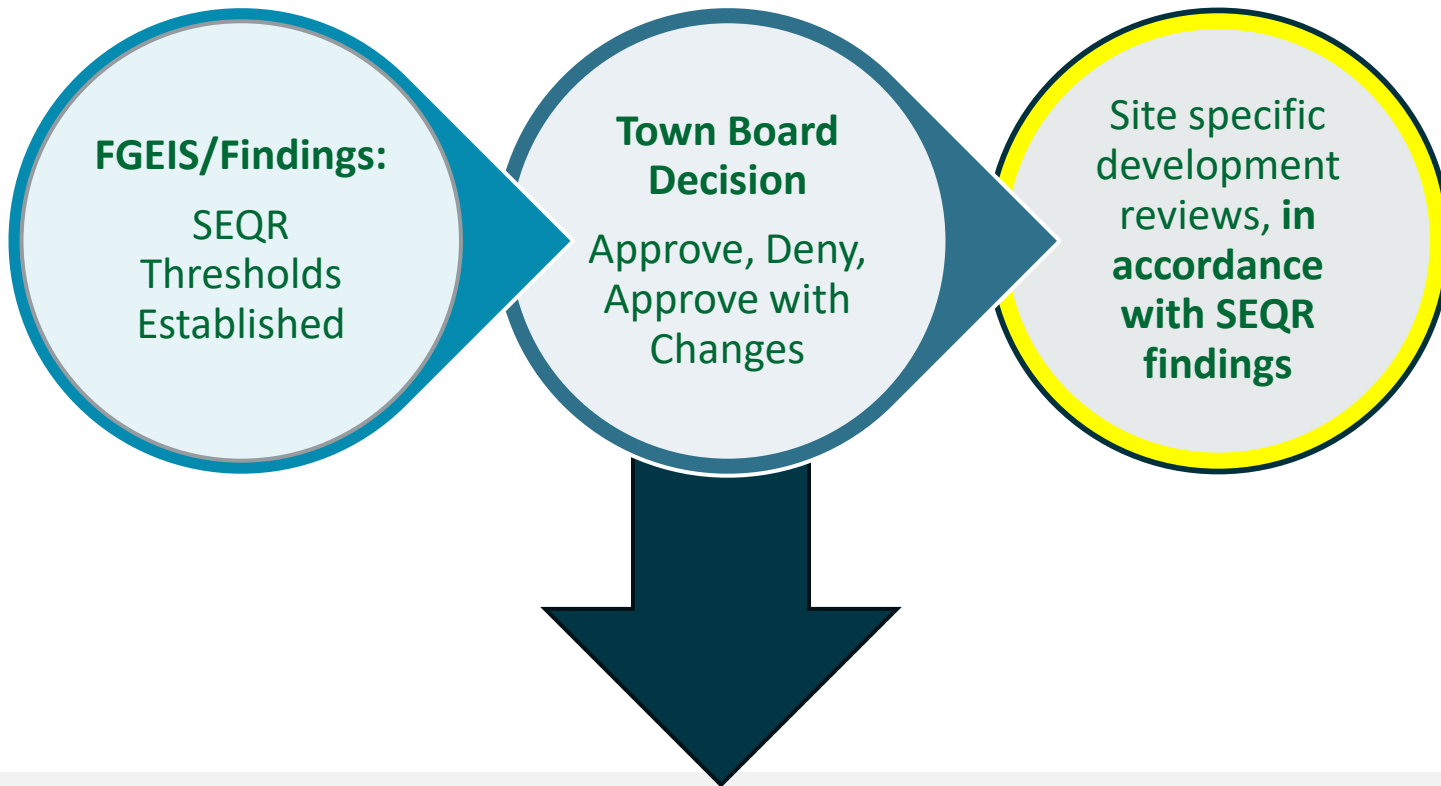 FGEIS/Findings:
SEQR
Thresholds
Established
Town Board
Decision
Approve, Deny,
Approve with
Changes
Site specific
development
reviews, in
accordance
with SEQR
findings